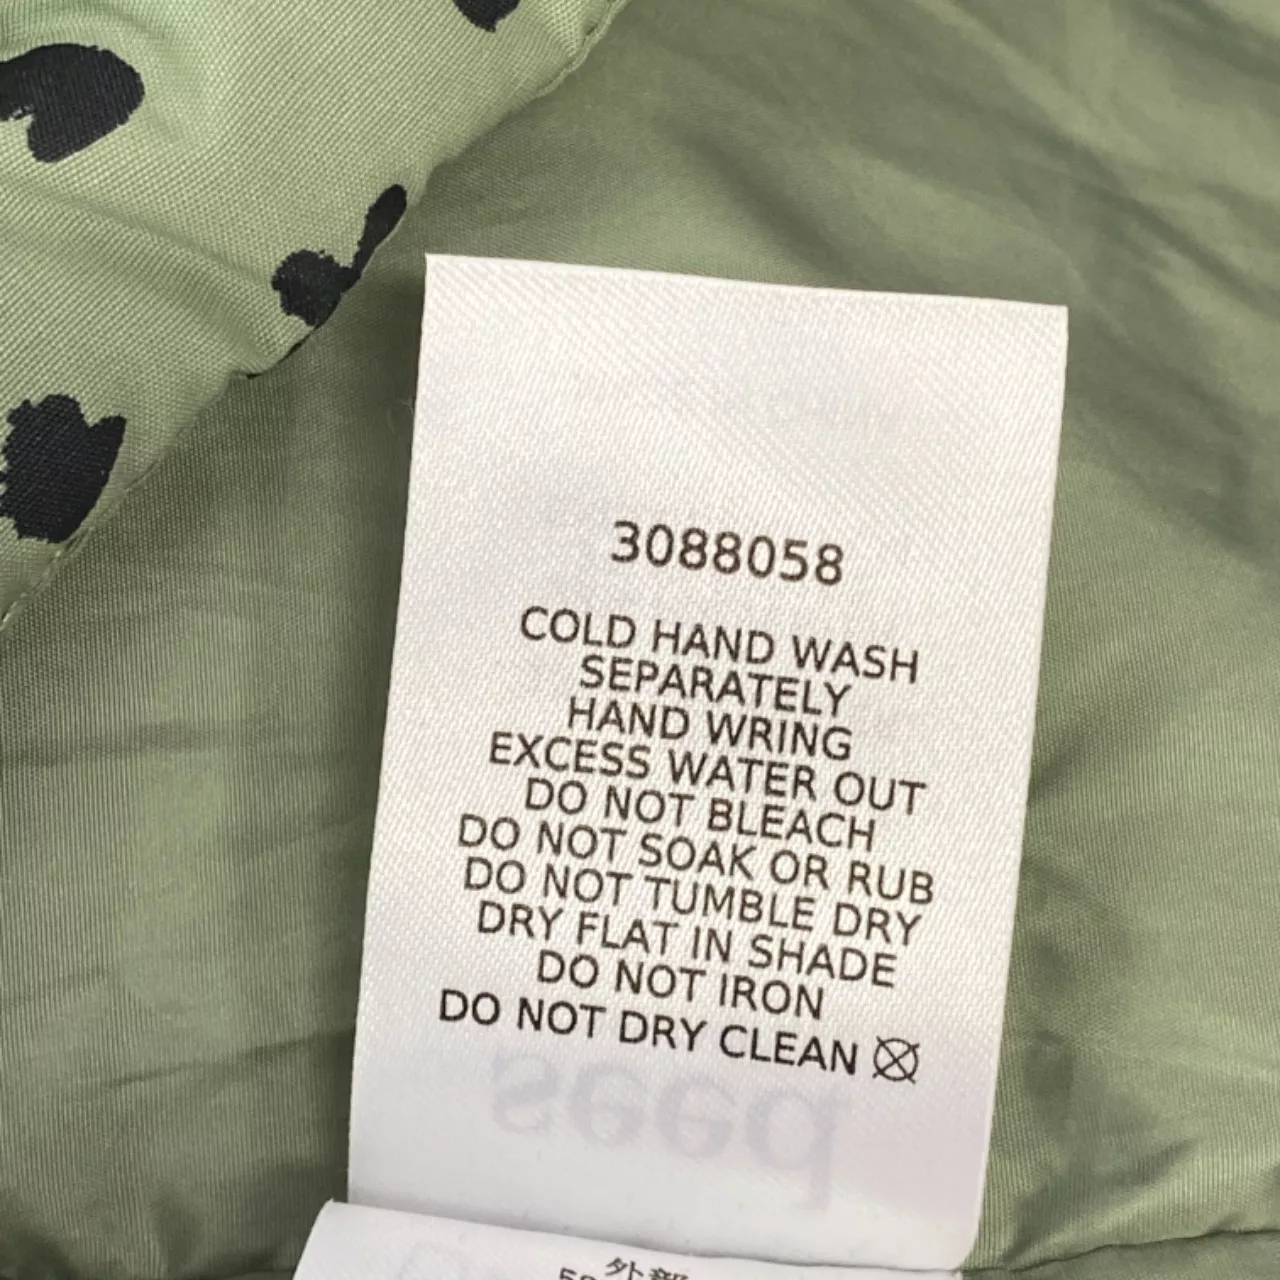 3088058
COLD HAND WASH
SEPARATELY
HAND WRING
EXCESS WATER OUT
DO NOT BLEACH
DO NOT SOAK OR RUB
DO NOT TUMBLE DRY
DRY FLAT IN SHADE
DO NOT IRON
DO NOT DRY CLEAN
seed
外部